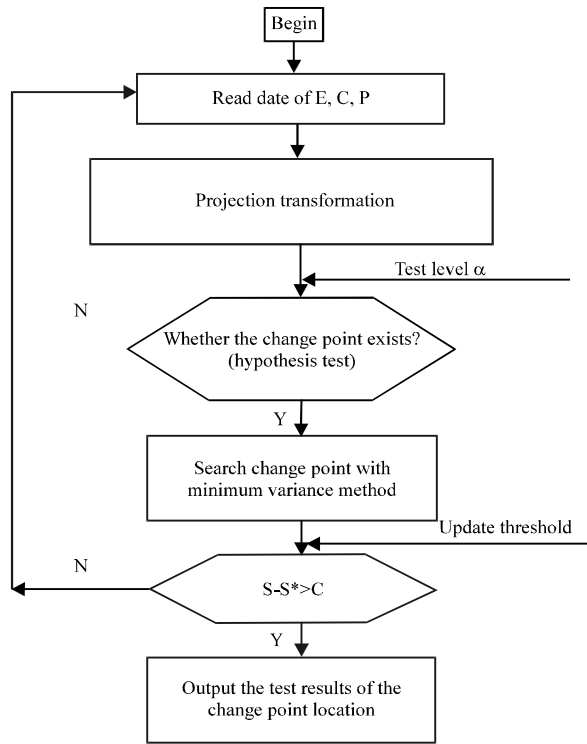 Begin
Read date of E, C, P
Projection transformation
Test level α
N
Whether the change point exists?
(hypothesis test)
Y
Search change point with
minimum variance method
Update threshold
N
S-S*>C
Y
Output the test results of the
change point location